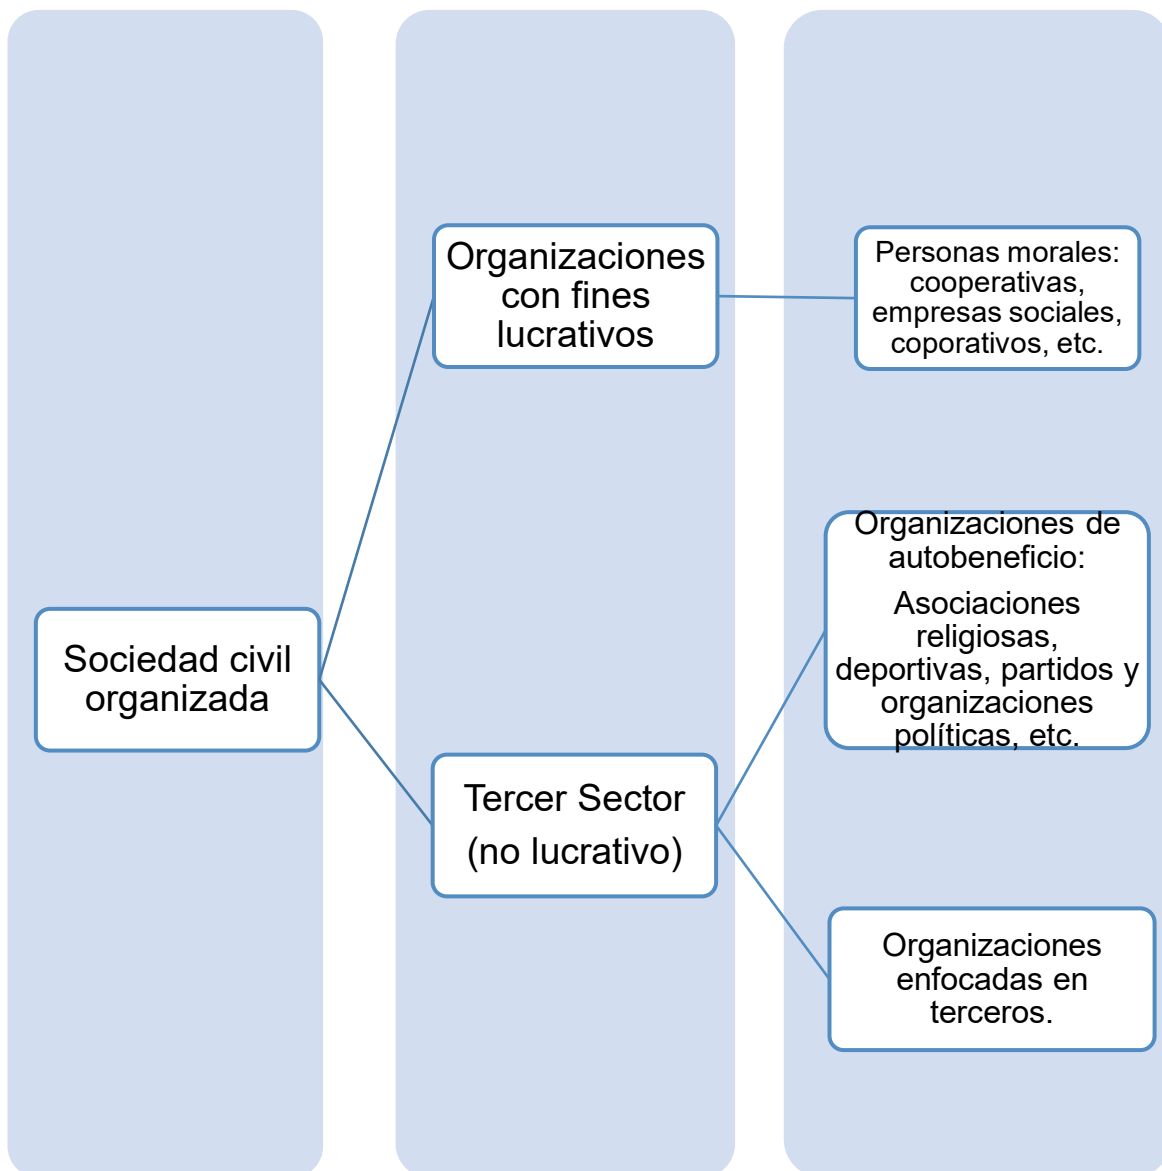 Sociedad civil
organizada
Organizaciones
con fines
lucrativos
Tercer Sector
(no lucrativo)
Personas morales:
cooperativas,
empresas sociales,
coporativos, etc.
Organizaciones de
autobeneficio:
Asociaciones
religiosas,
deportivas, partidos y
organizaciones
políticas, etc.
Organizaciones
enfocadas en
terceros.